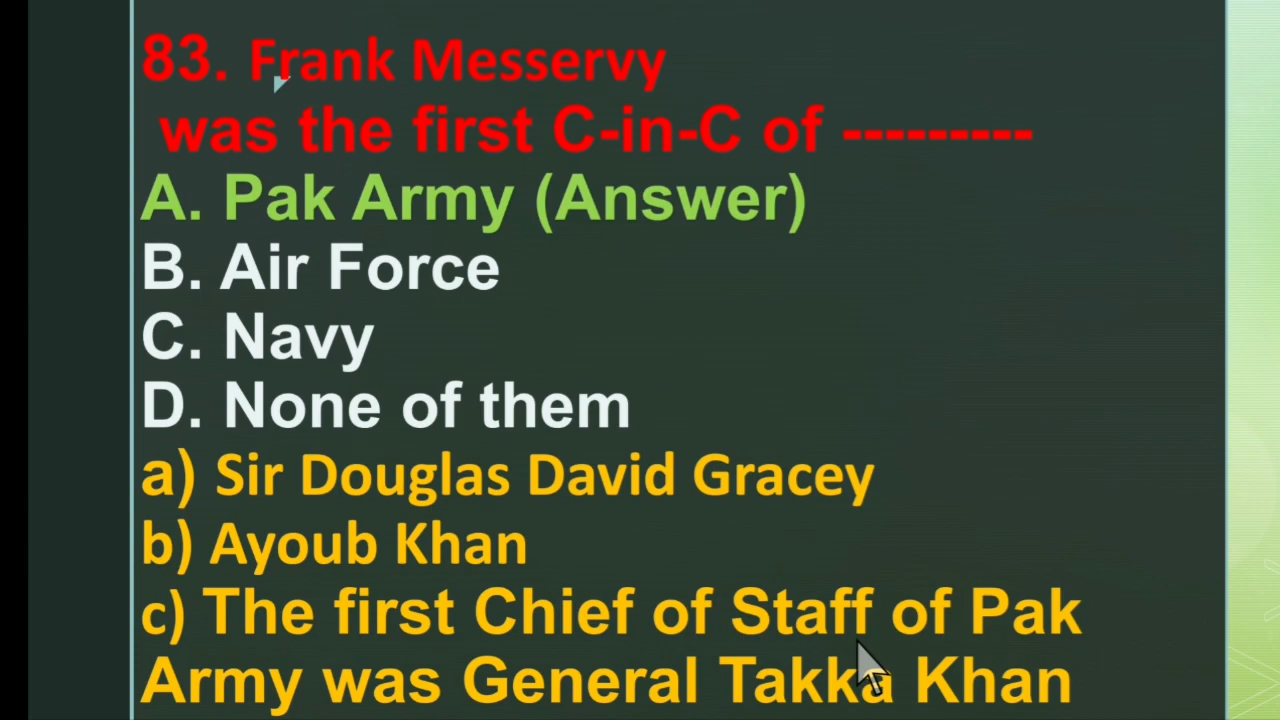 83. Frank Messervy
was the first C-in-C of ---------
A. Pak Army (Answer)
B. Air Force
C. Navy
D. None of them
a) Sir Douglas David Gracey
b) Ayoub Khan
c) The first Chief of Staff of Pak
Army was General Takka Khan